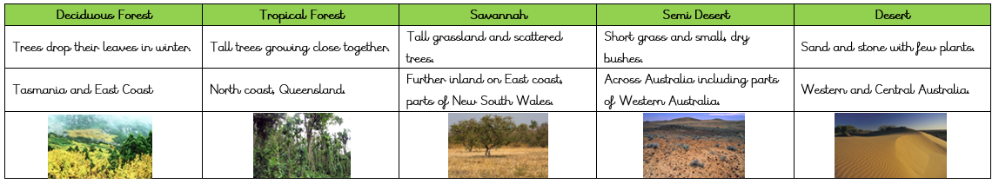 Deciduous Forest
Tropical Forest
Savannah
Semi Desert
Desert
Trees drop their leaves in winter.
Tall trees growing close together.
Tall grassland and scattered
trees.
Short grass and small, dry
bushes.
Sand and stone with few plants.
Tasmania and East Coast
North coast, Queensland.
Further inland on East coast,
parts of New South Wales.
Across Australia including parts
of Western Australia.
Western and Central Australia.